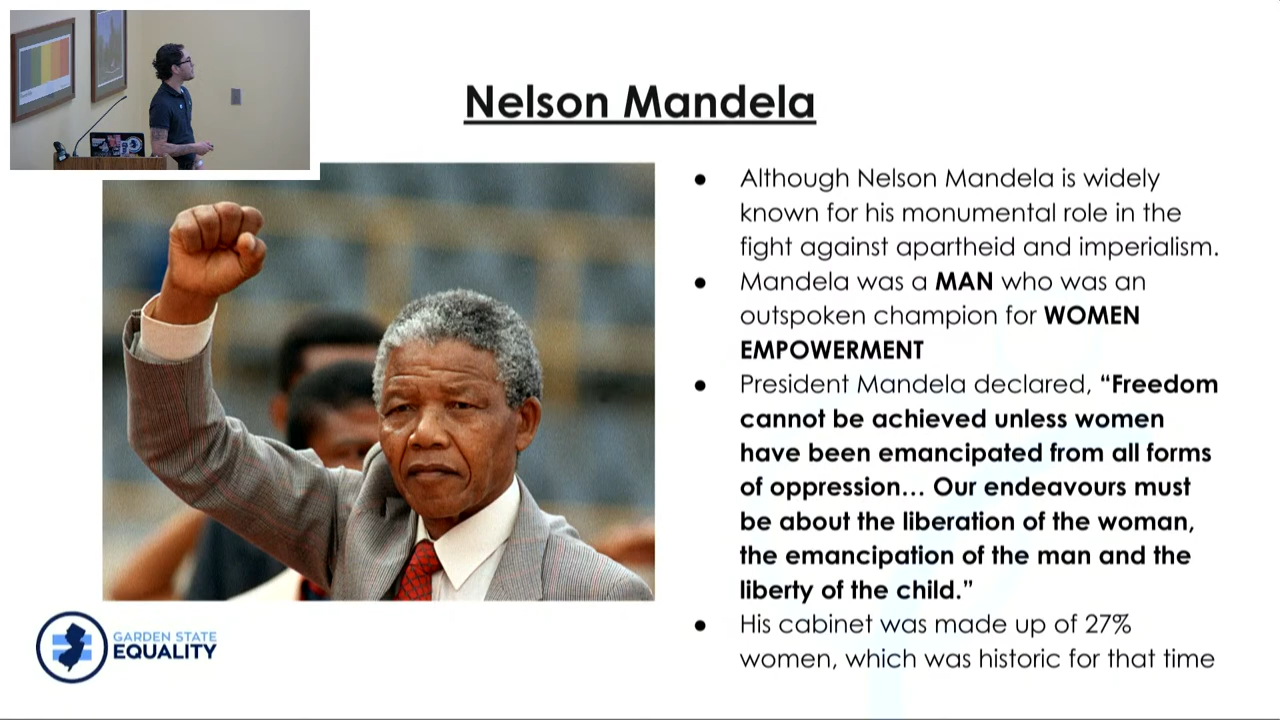 Nelson Mandela
● Although Nelson Mandela is widely
known for his monumental role in the
fight against apartheid and imperialism.
● Mandela was a MAN who was an
outspoken champion for WOMEN
EMPOWERMENT
● President Mandela declared, “Freedom
cannot be achieved unless women
have been emancipated from all forms
of oppression... Our endeavours must
be about the liberation of the woman,
the emancipation of the man and the
liberty of the child.”
● His cabinet was made up of 27%
women, which was historic for that time
GARDEN STATE
EQUALITY